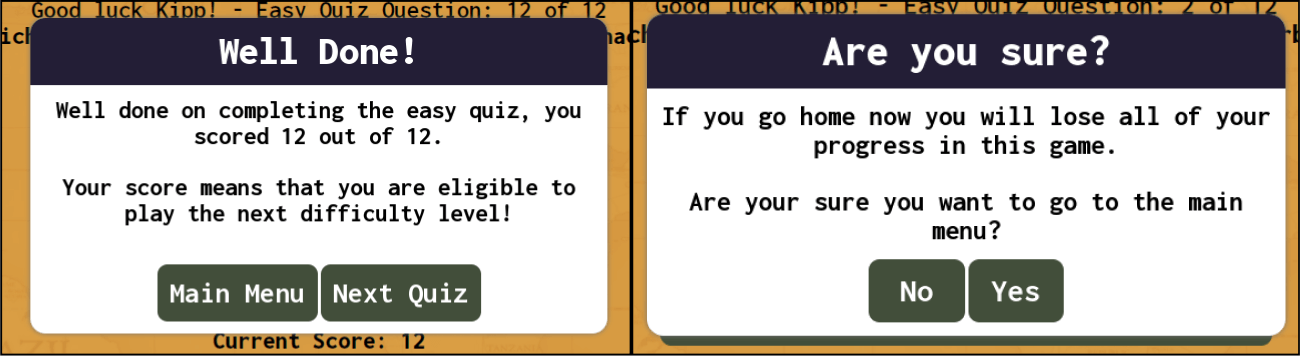 Good luck Kipp! - Easy Quiz Question: 12 of 12
Well Done!
Well done on completing the easy quiz, you
scored 12 out of 12.
Your score means that you are eligible to
play the next difficulty level!
Main Menu
Next Quiz
Current Score: 12
Good luck Kipp! - Easy Quiz Question: 2 of 12
Are you sure?
If you go home now you will lose all of your
progress in this game.
Are your sure you want to go to the main
menu?
No
Yes